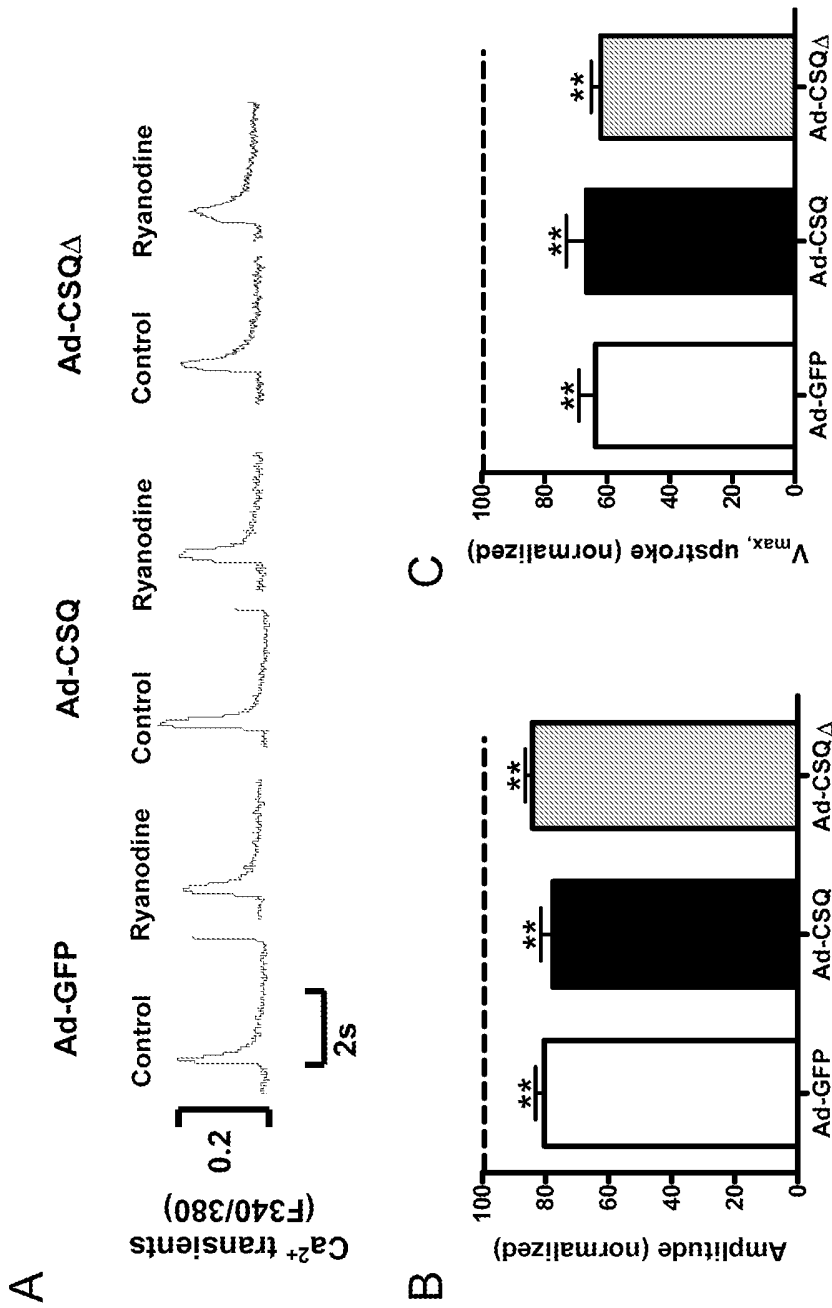 A
Ad-GFP
Ad-CSQ
Ad-CSQΔ
Control
Ryanodine
Control
Ryanodine
Control
Ryanodine
Ca²⁺ transients
(F340/380)
0.2
2s
B
Amplitude (normalized)
100
80
60
40
20
0
**
**
**
Ad-GFP
Ad-CSQ
Ad-CSQΔ
C
Vmax, upstroke (normalized)
100
80
60
40
20
0
**
**
**
Ad-GFP
Ad-CSQ
Ad-CSQΔ